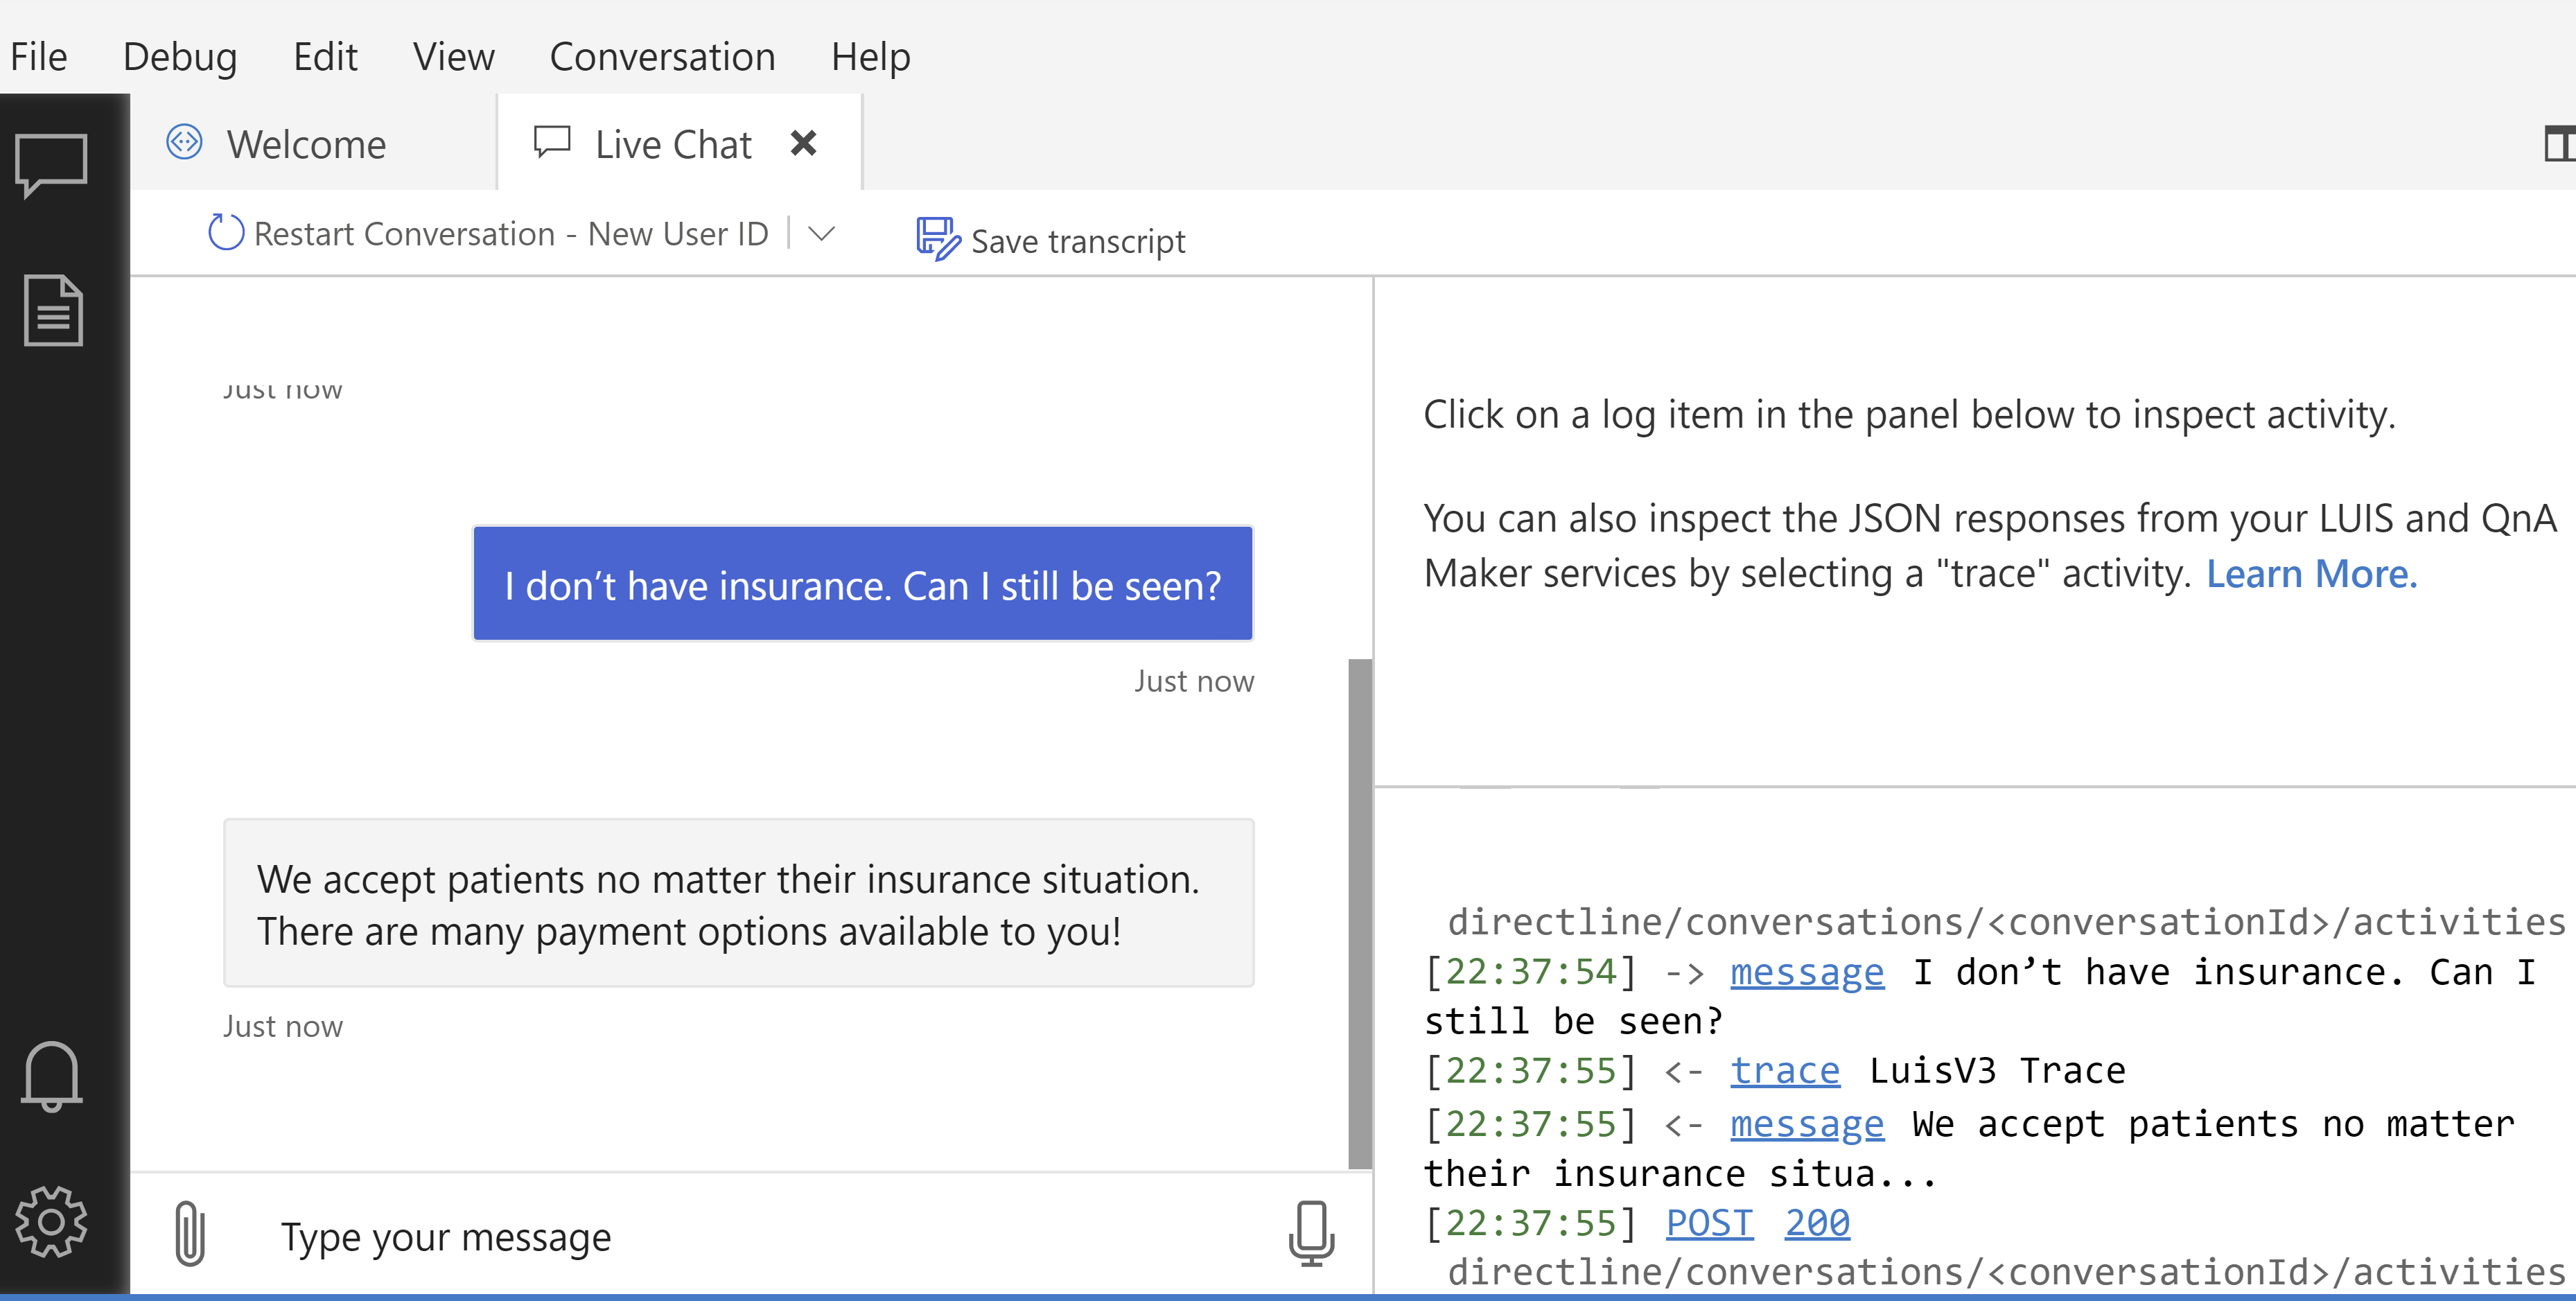 File Debug Edit View Conversation Help
Welcome Live Chat
Restart Conversation - New User ID Save transcript
Just now
I don’t have insurance. Can I still be seen?
Just now
We accept patients no matter their insurance situation.
There are many payment options available to you!
Just now
Type your message
Click on a log item in the panel below to inspect activity.
You can also inspect the JSON responses from your LUIS and QnA
Maker services by selecting a "trace" activity. Learn More.
directline/conversations/<conversationId>/activities
[22:37:54] -> message I don’t have insurance. Can I
still be seen?
[22:37:55] <- trace LuisV3 Trace
[22:37:55] <- message We accept patients no matter
their insurance situa...
[22:37:55] POST 200
directline/conversations/<conversationId>/activities